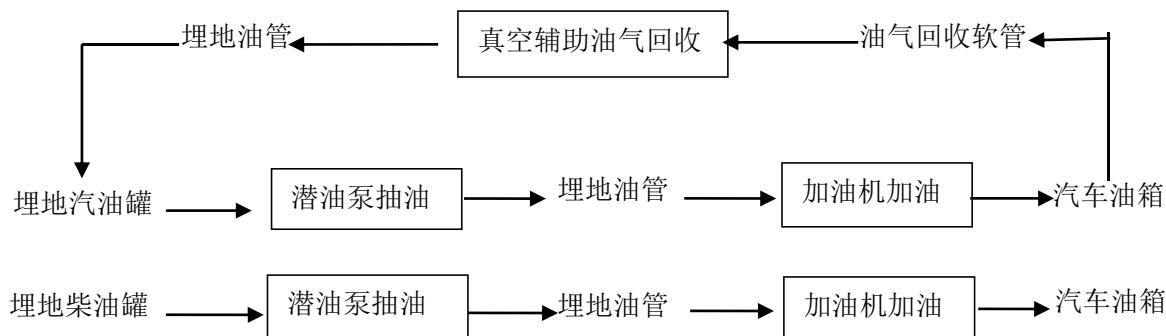 埋地油管 真空辅助油气回收 油气回收软管
埋地汽油罐 潜油泵抽油 埋地油管 加油机加油 汽车油箱
埋地柴油罐 潜油泵抽油 埋地油管 加油机加油 汽车油箱